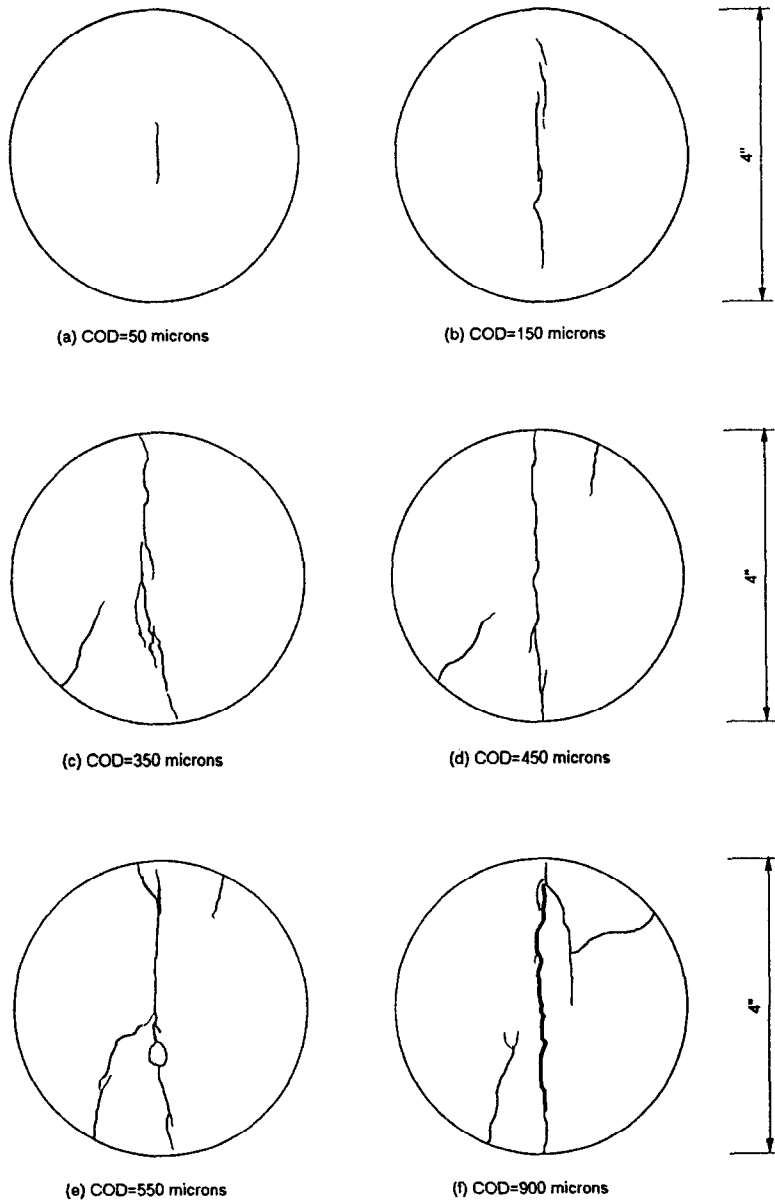 4"
(a) COD=50 microns
(b) COD=150 microns
4"
(c) COD=350 microns
(d) COD=450 microns
4"
(e) COD=550 microns
(f) COD=900 microns